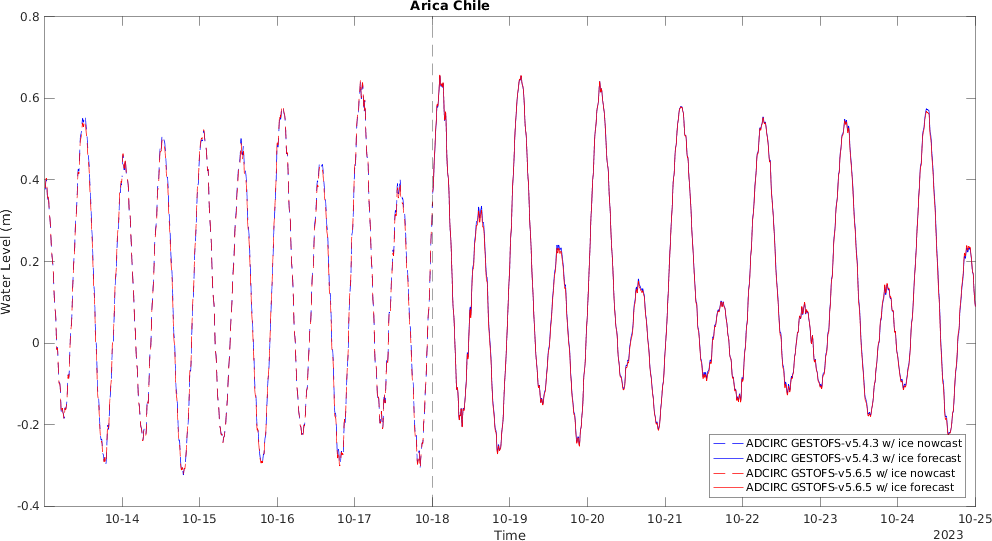 Arica Chile
0.8
0.6
0.4
0.2
0
-0.2
-0.4
Water Level (m)
ADCIRC GESTOFS-v5.4.3 w/ ice nowcast
ADCIRC GESTOFS-v5.4.3 w/ ice forecast
ADCIRC GSTOFS-v5.6.5 w/ ice nowcast
ADCIRC GSTOFS-v5.6.5 w/ ice forecast
10-14 10-15 10-16 10-17 10-18 10-19 10-20 10-21 10-22 10-23 10-24 10-25
Time
2023